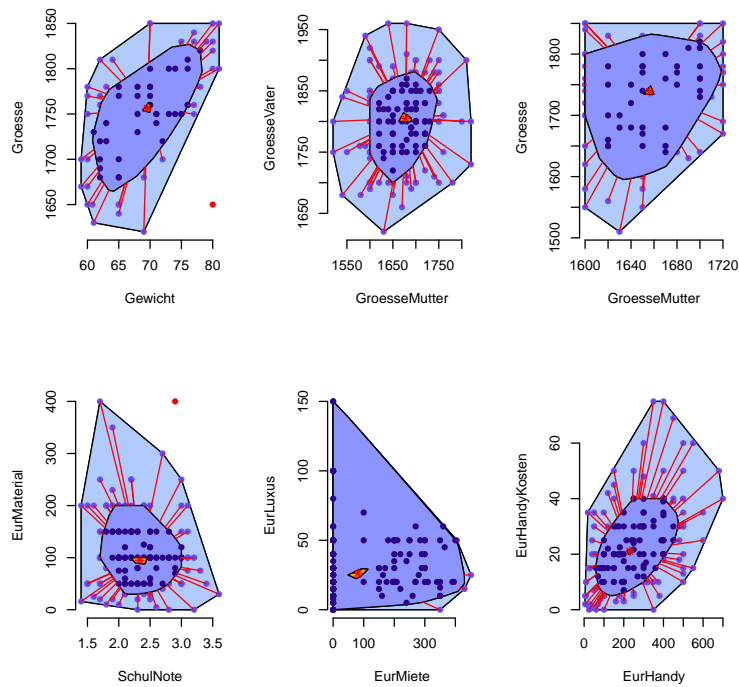 1850
1800
1750
1700
1650
Groesse
60 65 70 75 80
Gewicht
1950
1850
1750
1650
GroesseVater
1550 1650 1750
GroesseMutter
1800
1700
1600
1500
Groesse
1600 1640 1680 1720
GroesseMutter
400
300
200
100
0
EurMaterial
1.5 2.0 2.5 3.0 3.5
SchulNote
150
100
50
0
EurLuxus
0 100 300
EurMiete
60
40
20
0
EurHandyKosten
0 200 400 600
EurHandy